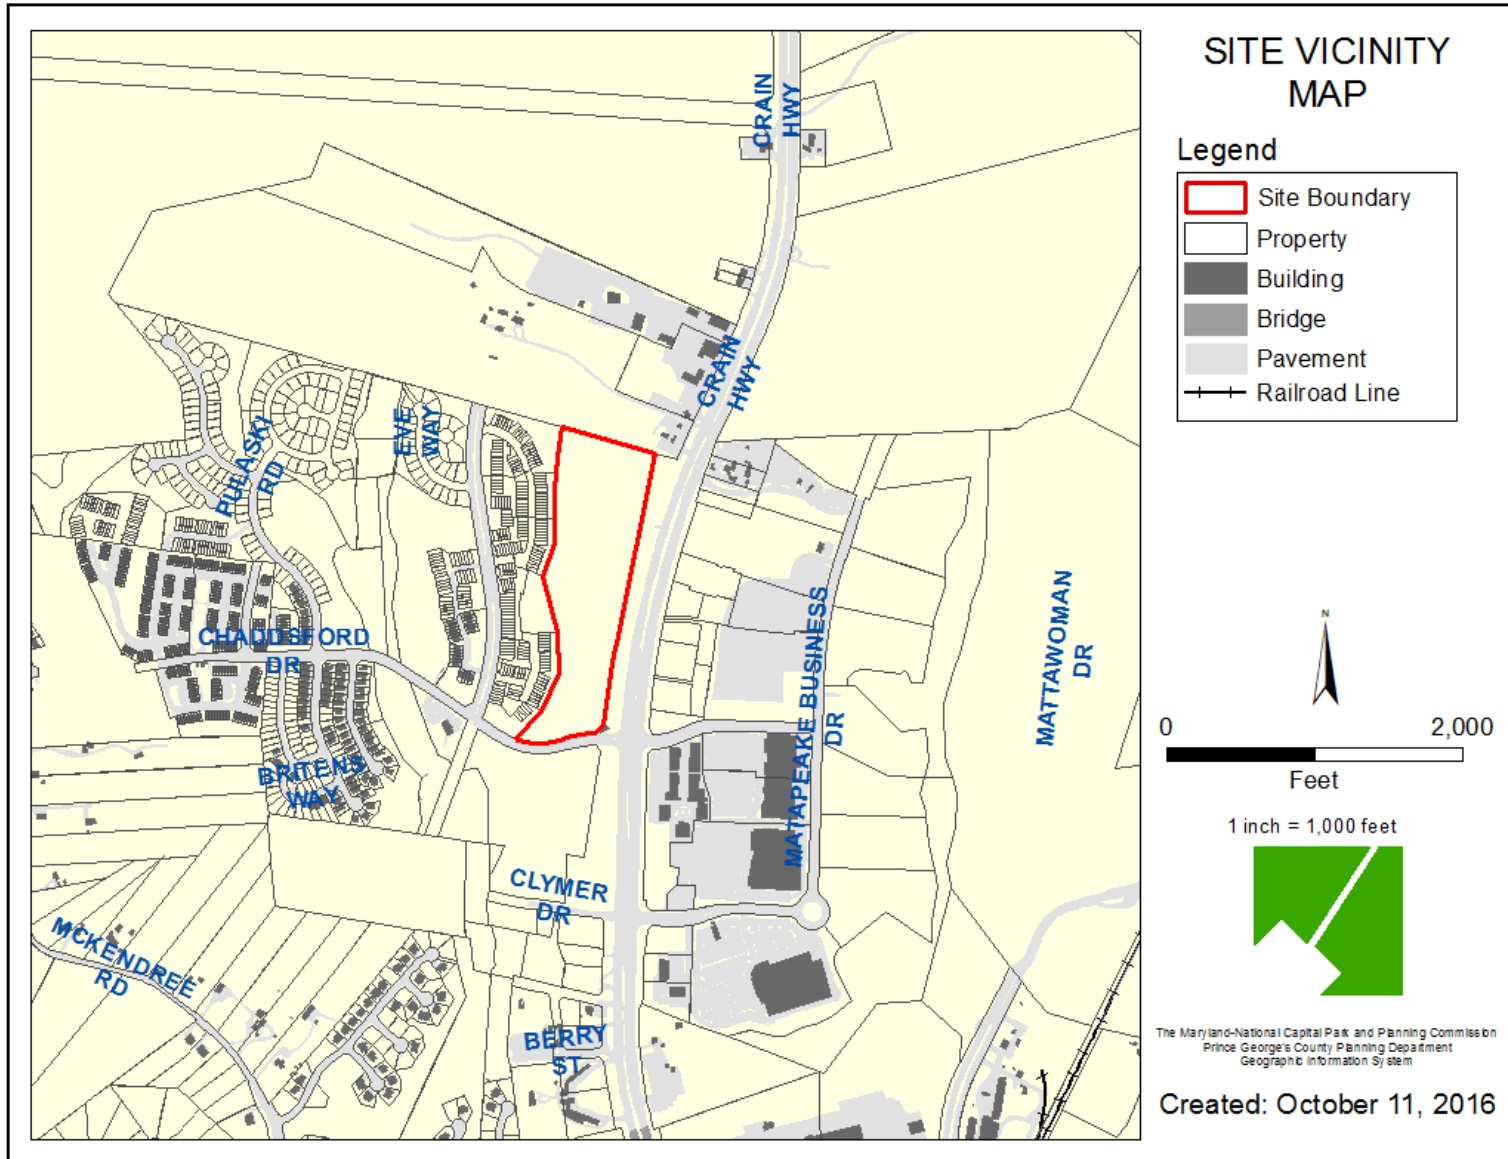 SITE VICINITY
MAP
Legend
Site Boundary
Property
Building
Bridge
Pavement
Railroad Line
N
0 2,000
Feet
1 inch = 1,000 feet
The Maryland-National Capital Park and Planning Commission
Prince George's County Planning Department
Geographic Information System
Created: October 11, 2016
CRAIN
HWY
CRAIN
HWY
EVE
WAY
PULASKI
RD
CHADDSFORD
DR
BRITENS
WAY
MATAPEAKE BUSINESS
DR
MATTAWOMAN
DR
CLYMER
DR
MCKENDREE
RD
BERRY
ST